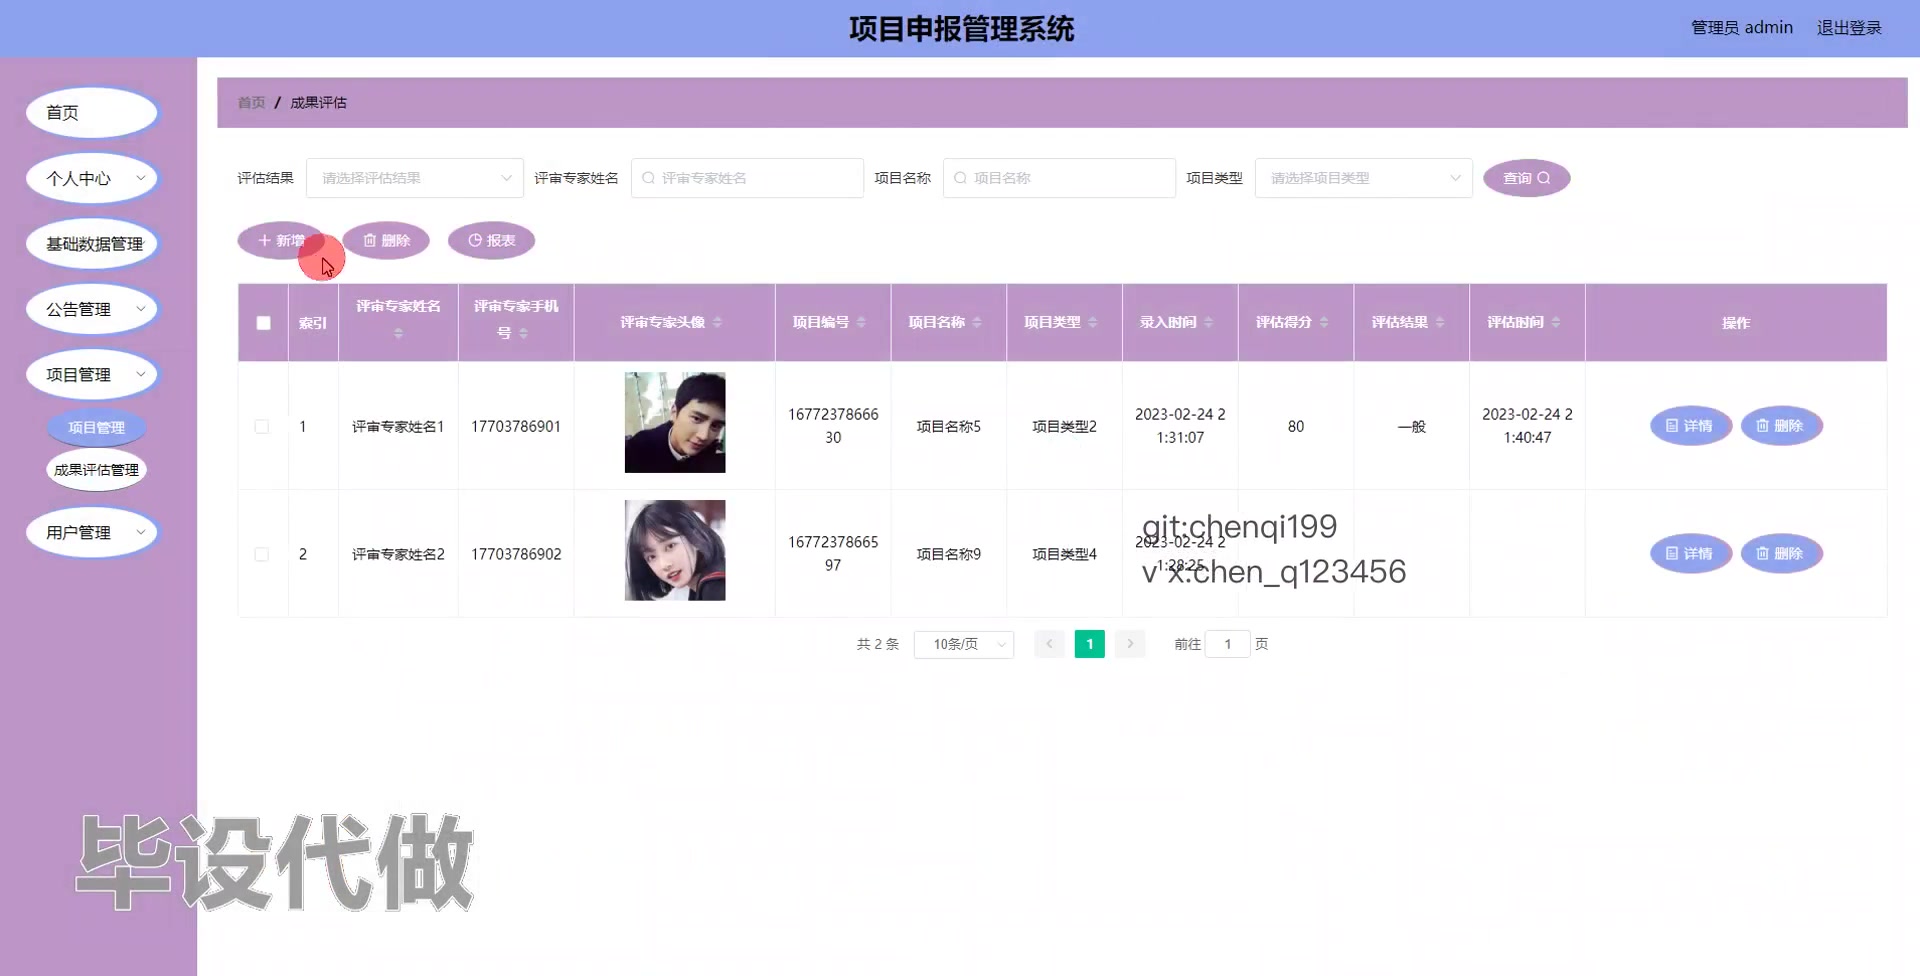 项目申报管理系统
管理员 admin
退出登录
首页
个人中心
基础数据管理
公告管理
项目管理
项目管理
成果评估管理
用户管理
首页 / 成果评估
评估结果 请选择评估结果 评审专家姓名 评审专家姓名 项目名称 项目名称 项目类型 请选择项目类型 查询
新增 删除 报表
索引 评审专家姓名 评审专家手机号 评审专家头像 项目编号 项目名称 项目类型 录入时间 评估得分 评估结果 评估时间 操作
1 评审专家姓名1 17703786901 1677237866630 项目名称5 项目类型2 2023-02-24 21:31:07 80 一般 2023-02-24 21:40:47 详情 删除
2 评审专家姓名2 17703786902 1677237866597 项目名称9 项目类型4 2023-02-24 21:28:25 详情 删除
git:chenqi199
v x:chen_q123456
共 2 条 10条/页 1 前往 1 页
毕设代做